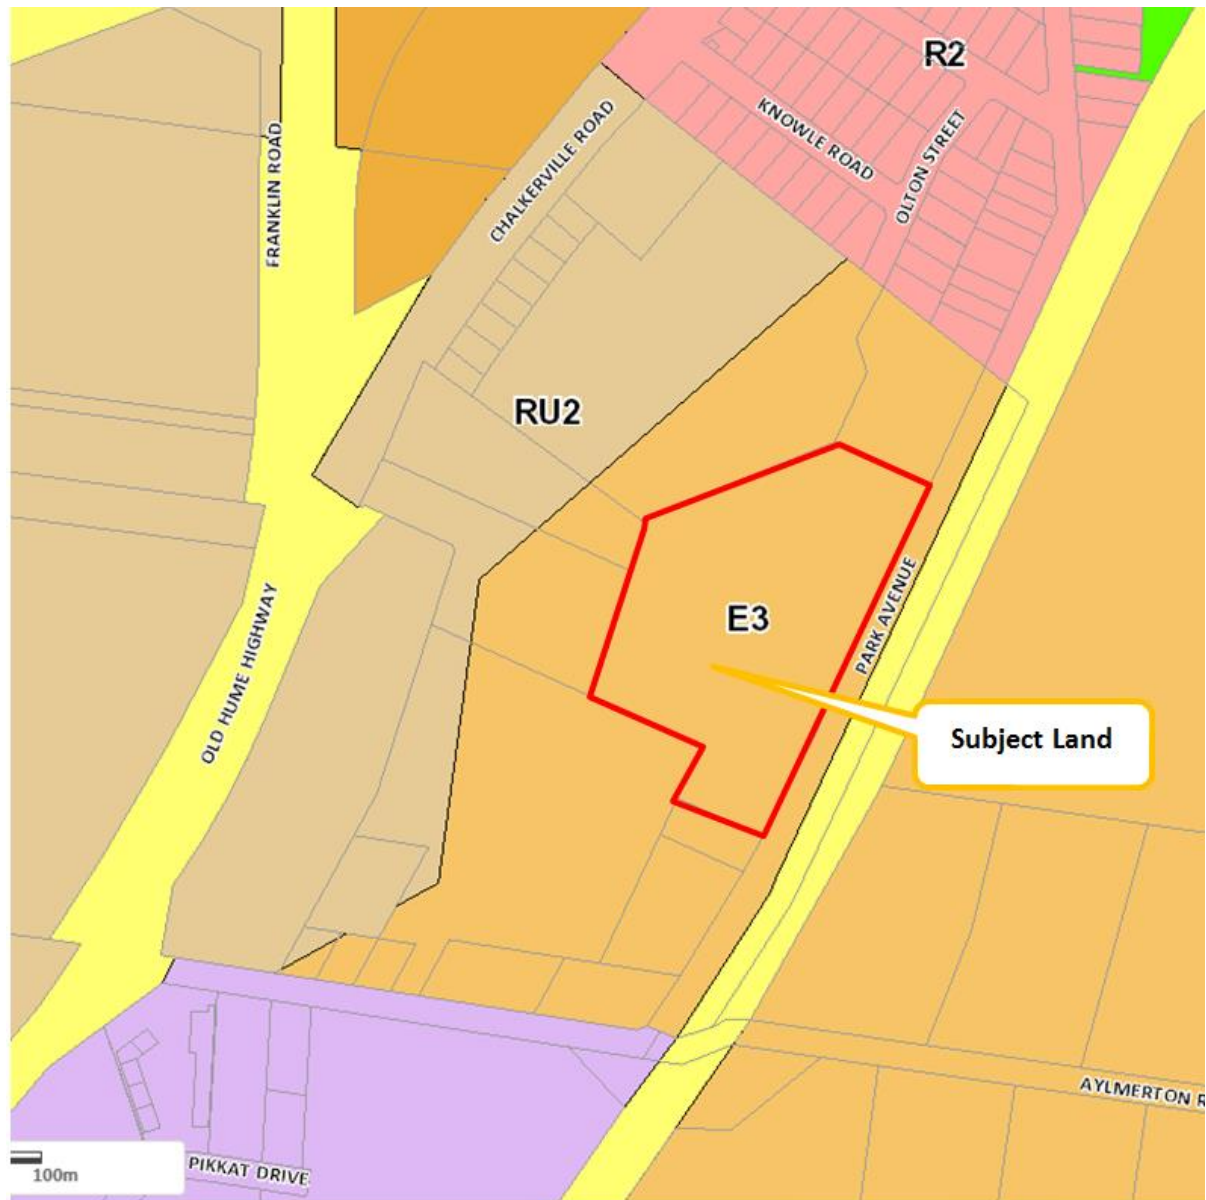 R2
KNOWLE ROAD
OLTON STREET
CHALKERVILLE ROAD
FRANKLIN ROAD
RU2
E3
PARK AVENUE
OLD HUME HIGHWAY
Subject Land
AYLMERTON R
PIKKAT DRIVE
100m